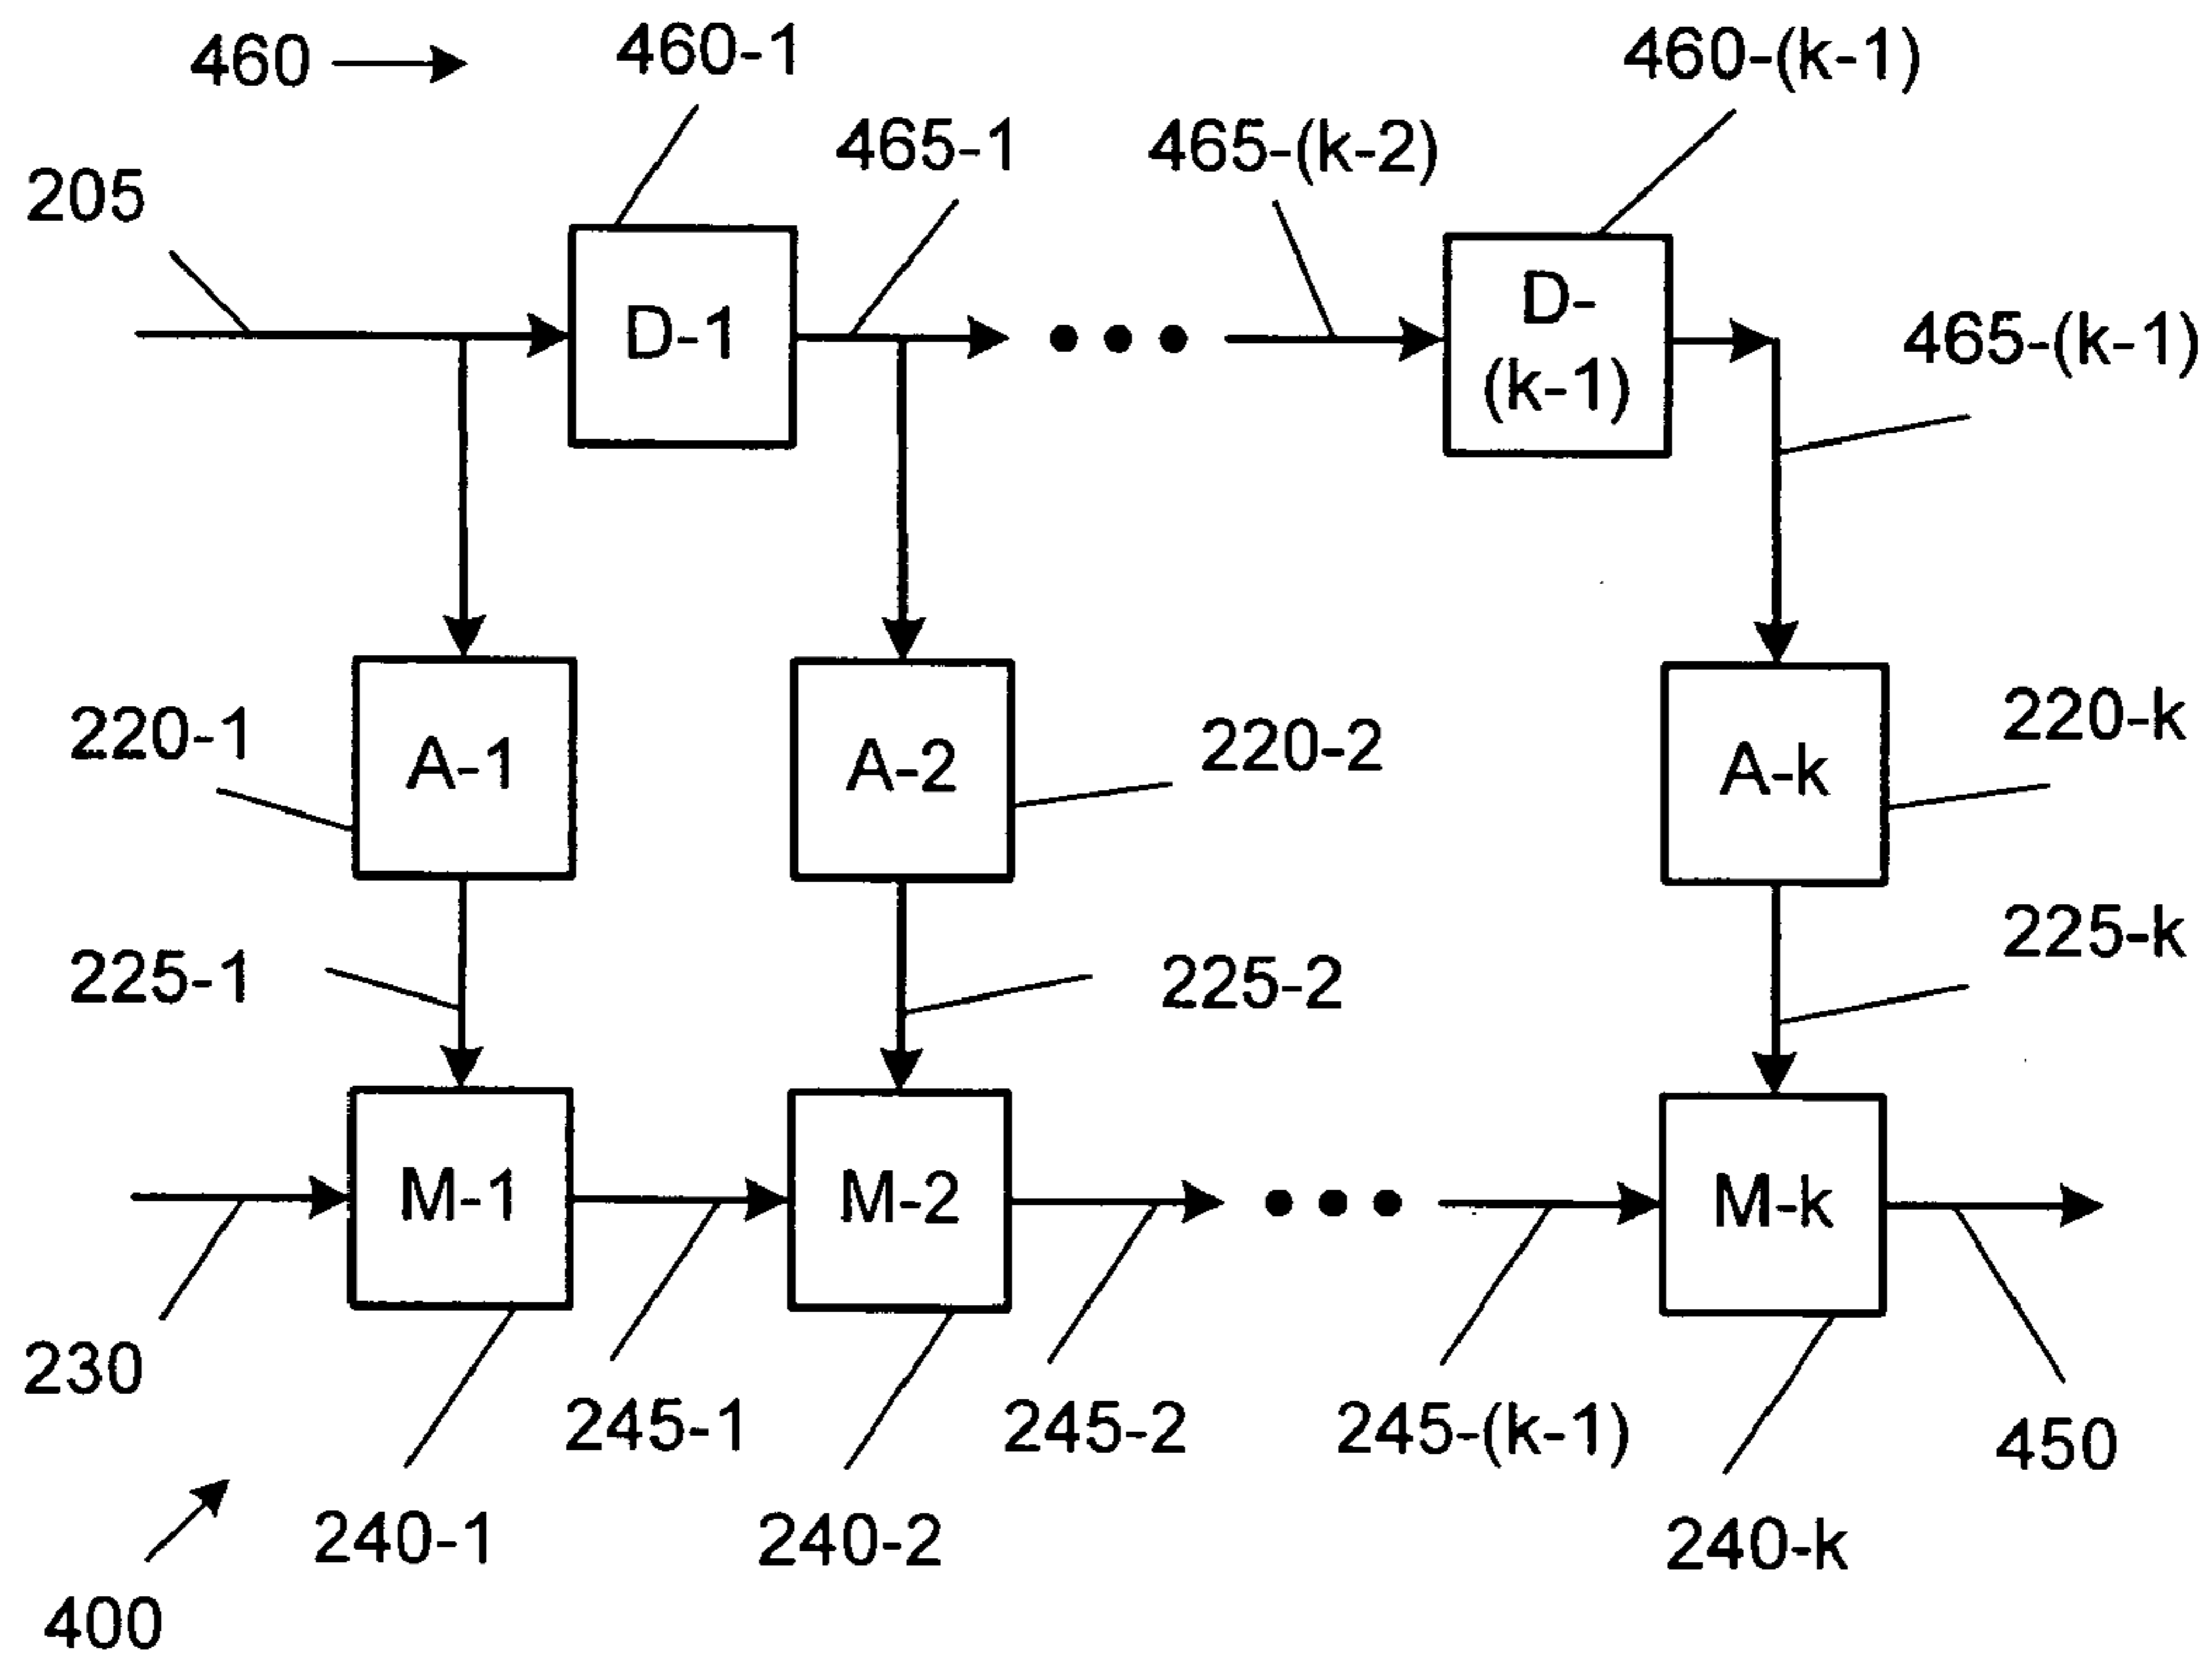 460
460-1
460-(k-1)
465-1
465-(k-2)
205
D-1
D-
(k-1)
465-(k-1)
220-1
A-1
A-2
220-2
A-k
220-k
225-1
225-2
225-k
M-1
M-2
M-k
230
245-1
245-2
245-(k-1)
450
240-1
240-2
240-k
400